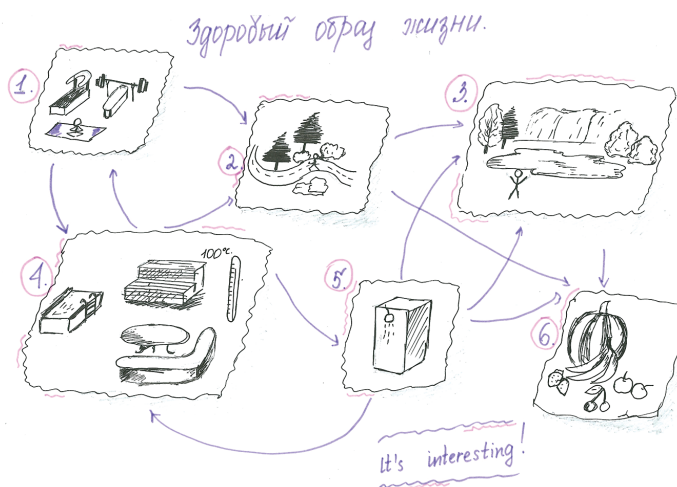 Здоровый образ жизни.
1.
2.
3.
4.
100°C.
5.
6.
It's interesting!